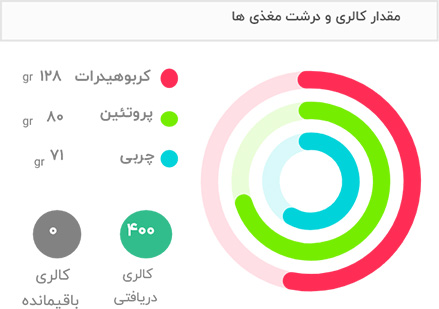 مقدار کالری و درشت مغذی ها
کربوهیدرات ۱۲۸ gr
پروتئین ۸۰ gr
چربی ۷۱ gr
۴۰۰
کالری
دریافتی
۰
کالری
باقیمانده